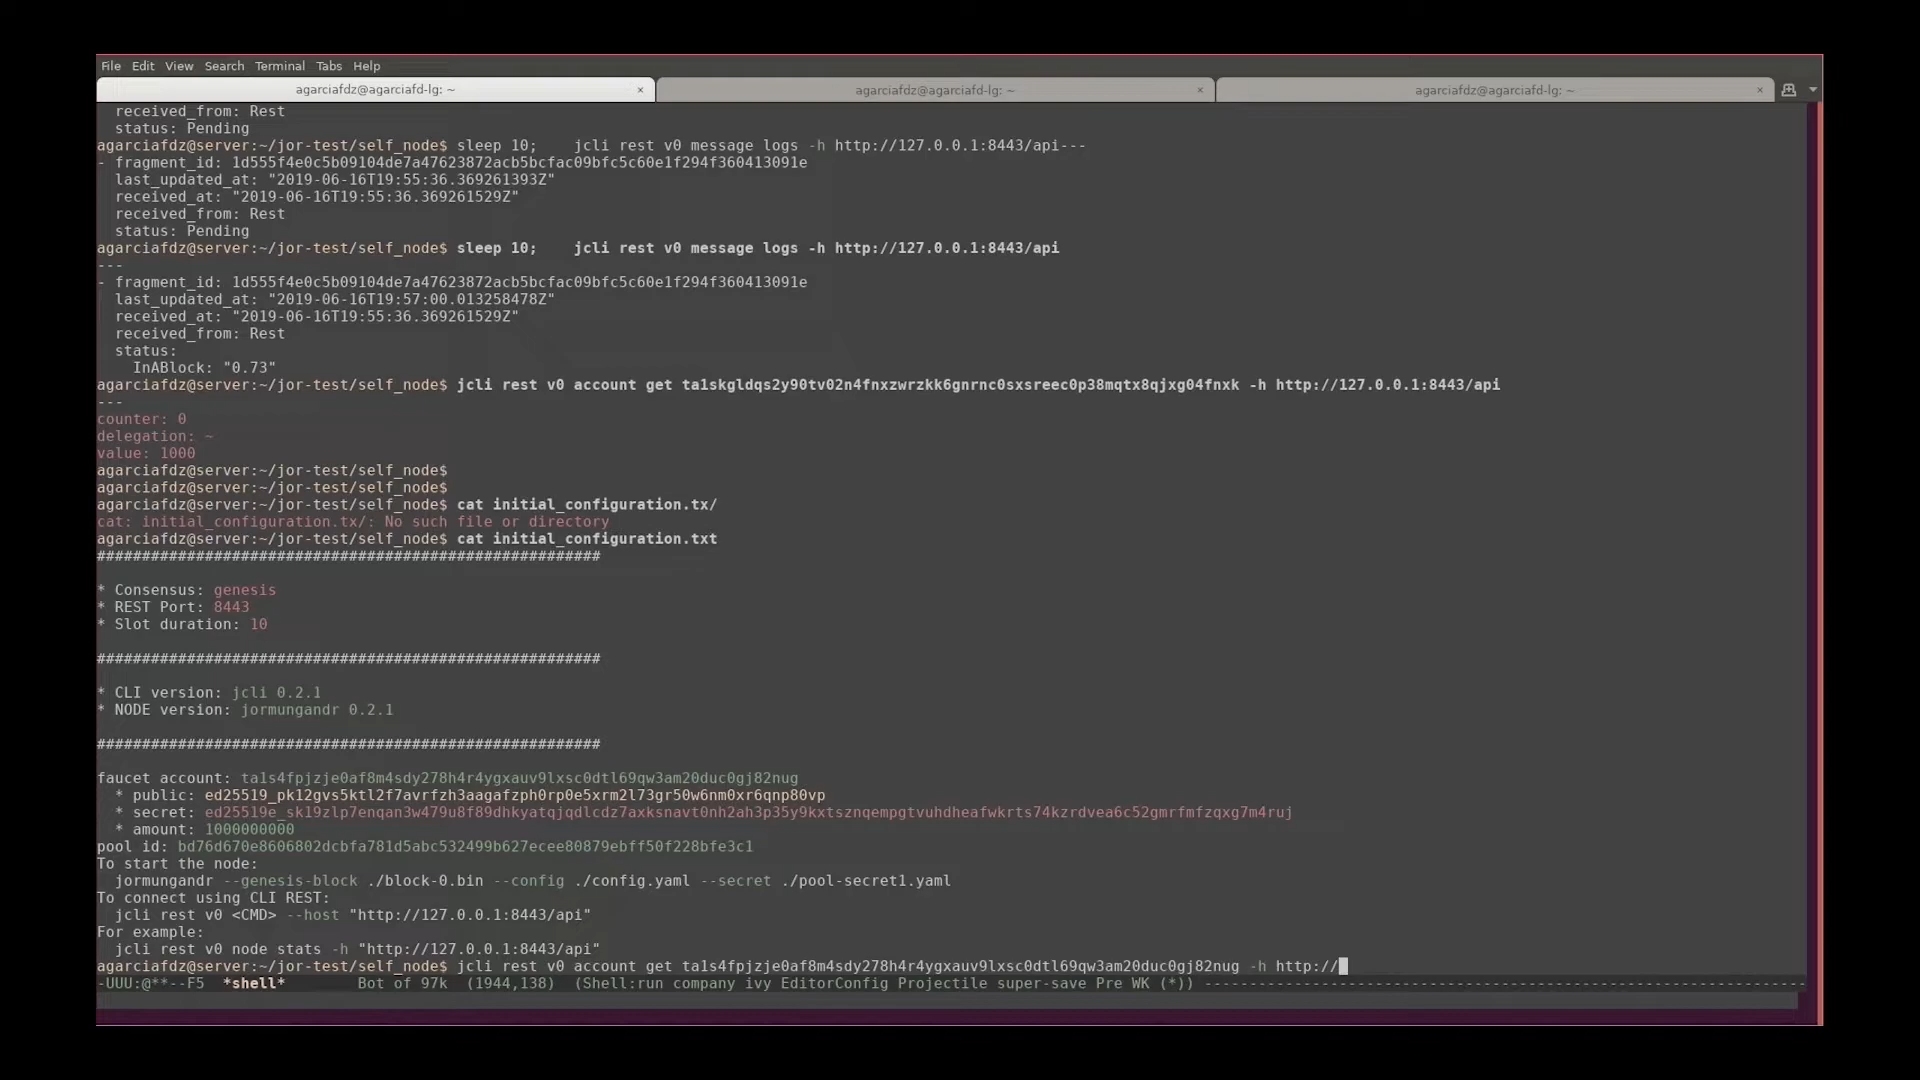 File Edit View Search Terminal Tabs Help
agarciafdz@agarciafd-lg: ~ × agarciafdz@agarciafd-lg: ~ × agarciafdz@agarciafd-lg: ~ ×
  received_from: Rest
  status: Pending
agarciafdz@server:~/jor-test/self_node$ sleep 10;    jcli rest v0 message logs -h http://127.0.0.1:8443/api---
- fragment_id: 1d555f4e0c5b09104de7a47623872acb5bcfac09bfc5c60e1f294f360413091e
  last_updated_at: "2019-06-16T19:55:36.369261393Z"
  received_at: "2019-06-16T19:55:36.369261529Z"
  received_from: Rest
  status: Pending
agarciafdz@server:~/jor-test/self_node$ sleep 10;    jcli rest v0 message logs -h http://127.0.0.1:8443/api
---
- fragment_id: 1d555f4e0c5b09104de7a47623872acb5bcfac09bfc5c60e1f294f360413091e
  last_updated_at: "2019-06-16T19:57:00.013258478Z"
  received_at: "2019-06-16T19:55:36.369261529Z"
  received_from: Rest
  status:
    InABlock: "0.73"
agarciafdz@server:~/jor-test/self_node$ jcli rest v0 account get ta1skgldqs2y90tv02n4fnxzwrzkk6gnrnc0sxsreec0p38mqtx8qjxg04fnxk -h http://127.0.0.1:8443/api
---
counter: 0
delegation: ~
value: 1000
agarciafdz@server:~/jor-test/self_node$
agarciafdz@server:~/jor-test/self_node$
agarciafdz@server:~/jor-test/self_node$ cat initial_configuration.tx/
cat: initial_configuration.tx/: No such file or directory
agarciafdz@server:~/jor-test/self_node$ cat initial_configuration.txt
########################################################
* Consensus: genesis
* REST Port: 8443
* Slot duration: 10
########################################################
* CLI version: jcli 0.2.1
* NODE version: jormungandr 0.2.1
########################################################
faucet account: ta1s4fpjzje0af8m4sdy278h4r4ygxauv9lxsc0dtl69qw3am20duc0gj82nug
  * public: ed25519_pk12gvs5ktl2f7avrfzh3aagafzph0rp0e5xrm2l73gr50w6nm0xr6qnp80vp
  * secret: ed25519e_sk19zlp7enqan3w479u8f89dhkyatqjqdlcdz7axksnavt0nh2ah3p35y9kxtsznqempgtvuhdheafwkrts74kzrdvea6c52gmrfmfzqxg7m4ruj
  * amount: 1000000000
pool id: bd76d670e8606802dcbfa781d5abc532499b627ecee80879ebff50f228bfe3c1
To start the node:
  jormungandr --genesis-block ./block-0.bin --config ./config.yaml --secret ./pool-secret1.yaml
To connect using CLI REST:
  jcli rest v0 <CMD> --host "http://127.0.0.1:8443/api"
For example:
  jcli rest v0 node stats -h "http://127.0.0.1:8443/api"
agarciafdz@server:~/jor-test/self_node$ jcli rest v0 account get ta1s4fpjzje0af8m4sdy278h4r4ygxauv9lxsc0dtl69qw3am20duc0gj82nug -h http://
-UUU:@**--F5  *shell*        Bot of 97k  (1944,138)  (Shell:run company ivy EditorConfig Projectile super-save Pre WK (*)) -------------------------------------------------------------------